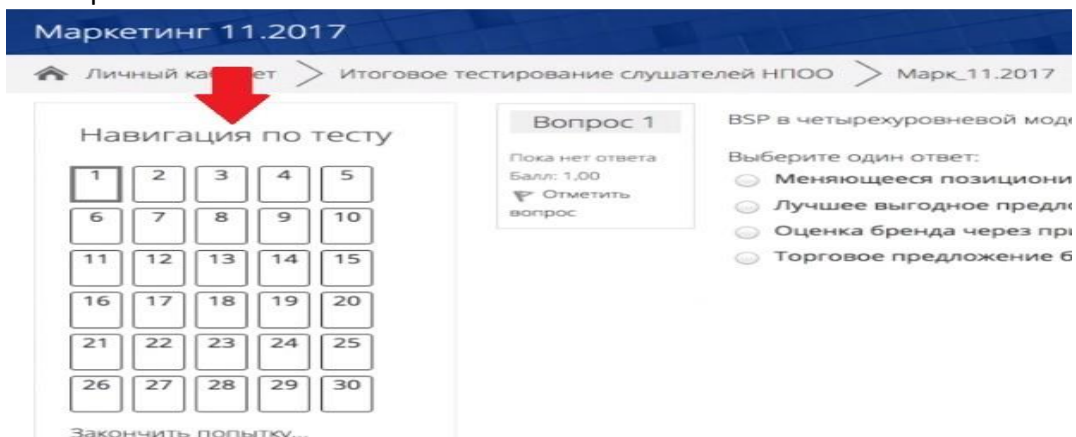 Маркетинг 11.2017
Личный ка ет > Итоговое тестирование слушателей НПОО > Марк_11.2017
Навигация по тесту
1 2 3 4 5
6 7 8 9 10
11 12 13 14 15
16 17 18 19 20
21 22 23 24 25
26 27 28 29 30
Закончить попытку...
Вопрос 1
Пока нет ответа
Балл: 1,00
Отметить
вопрос
BSP в четырехуровневой моде
Выберите один ответ:
Меняющееся позициони
Лучшее выгодное предло
Оценка бренда через при
Торговое предложение б